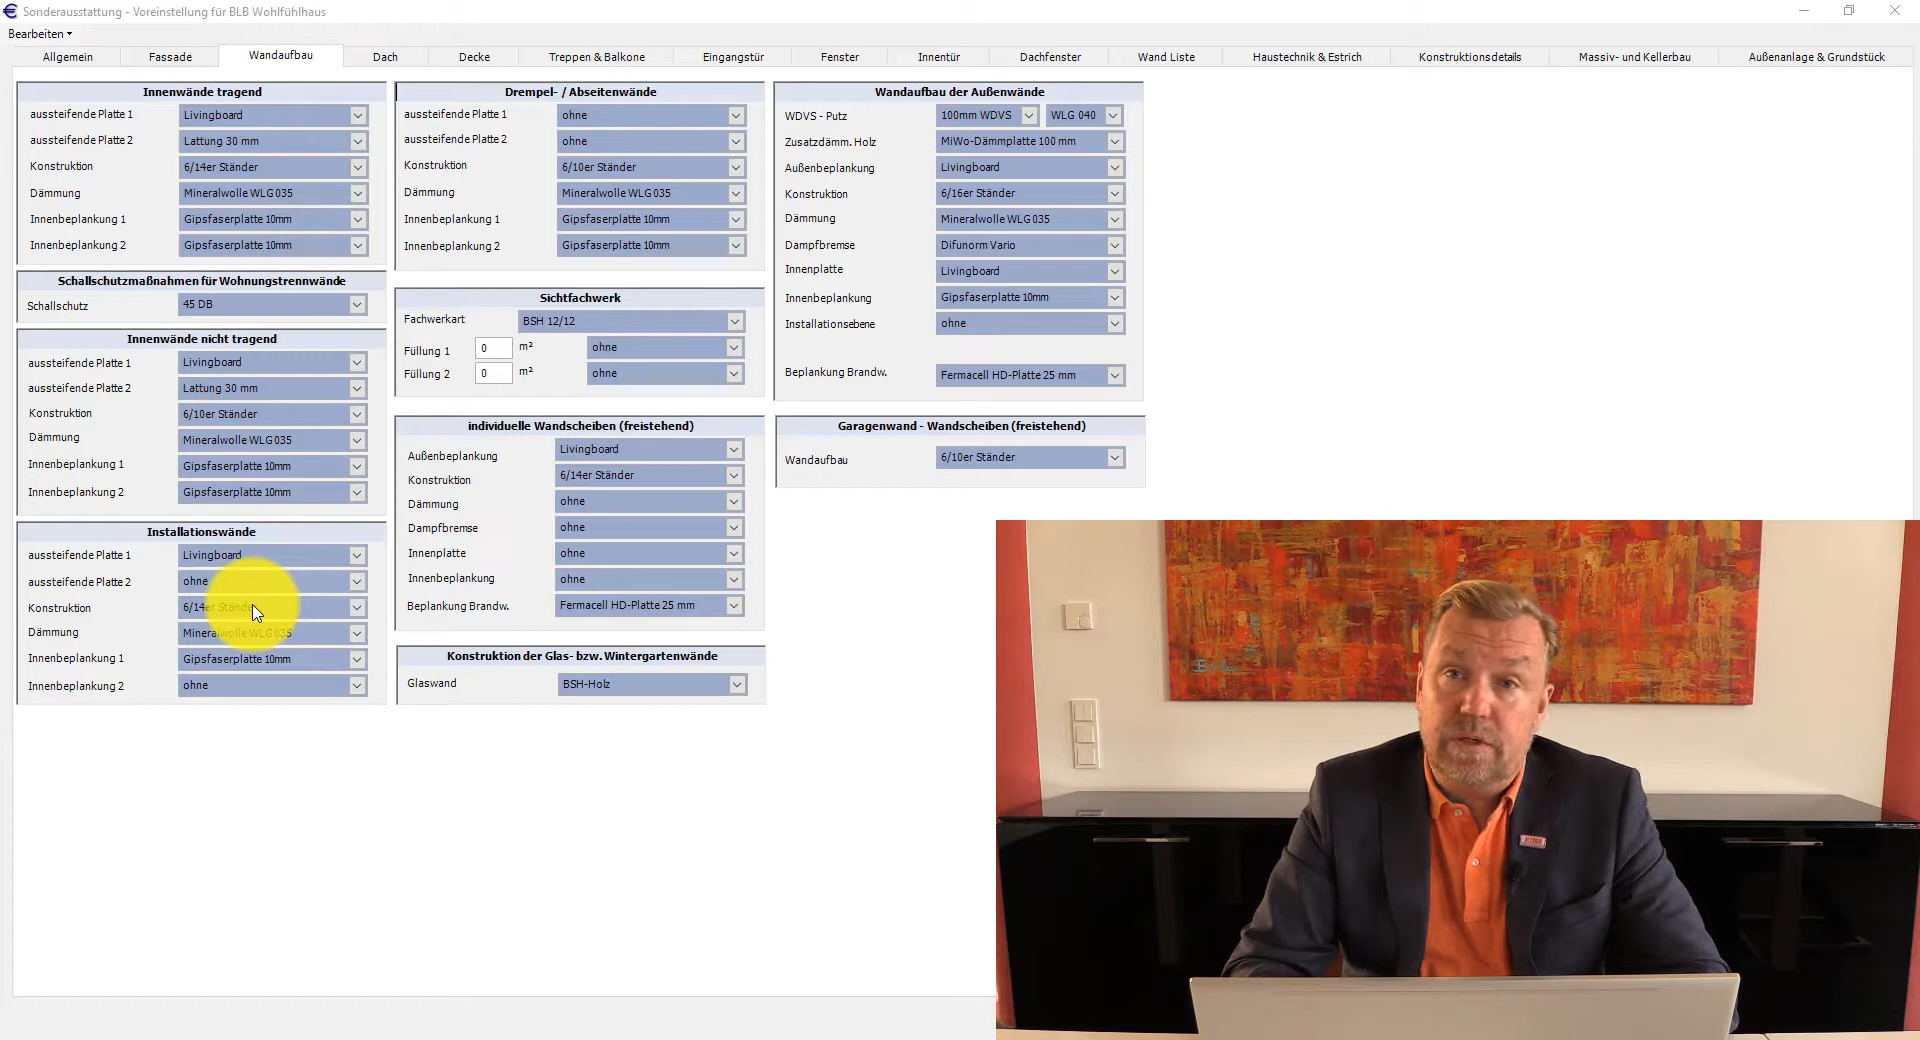 Sonderausstattung - Voreinstellung für BLB Wohlfühlhaus
Bearbeiten
Allgemein Fassade Wandaufbau Dach Decke Treppen & Balkone Eingangstür Fenster Innentür Dachfenster Wand Liste Haustechnik & Estrich Konstruktionsdetails Massiv- und Kellerbau Außenanlage & Grundstück
Innenwände tragend
aussteifende Platte 1 Livingboard
aussteifende Platte 2 Lattung 30 mm
Konstruktion 6/14er Ständer
Dämmung Mineralwolle WLG 035
Innenbeplankung 1 Gipsfaserplatte 10mm
Innenbeplankung 2 Gipsfaserplatte 10mm
Schallschutzmaßnahmen für Wohnungstrennwände
Schallschutz 45 DB
Innenwände nicht tragend
aussteifende Platte 1 Livingboard
aussteifende Platte 2 Lattung 30 mm
Konstruktion 6/10er Ständer
Dämmung Mineralwolle WLG 035
Innenbeplankung 1 Gipsfaserplatte 10mm
Innenbeplankung 2 Gipsfaserplatte 10mm
Installationswände
aussteifende Platte 1 Livingboard
aussteifende Platte 2 ohne
Konstruktion 6/14er Ständer
Dämmung Mineralwolle WLG 035
Innenbeplankung 1 Gipsfaserplatte 10mm
Innenbeplankung 2 ohne
Drempel- / Abseitenwände
aussteifende Platte 1 ohne
aussteifende Platte 2 ohne
Konstruktion 6/10er Ständer
Dämmung Mineralwolle WLG 035
Innenbeplankung 1 Gipsfaserplatte 10mm
Innenbeplankung 2 Gipsfaserplatte 10mm
Sichtfachwerk
Fachwerkart BSH 12/12
Füllung 1 0 m² ohne
Füllung 2 0 m² ohne
individuelle Wandscheiben (freistehend)
Außenbeplankung Livingboard
Konstruktion 6/14er Ständer
Dämmung ohne
Dampfbremse ohne
Innenplatte ohne
Innenbeplankung ohne
Beplankung Brandw. Fermacell HD-Platte 25 mm
Konstruktion der Glas- bzw. Wintergartenwände
Glaswand BSH-Holz
Wandaufbau der Außenwände
WDVS - Putz 100mm WDVS WLG 040
Zusatzdämm. Holz MiWo-Dämmplatte 100 mm
Außenbeplankung Livingboard
Konstruktion 6/16er Ständer
Dämmung Mineralwolle WLG 035
Dampfbremse Difunorm Vario
Innenplatte Livingboard
Innenbeplankung Gipsfaserplatte 10mm
Installationsebene ohne
Beplankung Brandw. Fermacell HD-Platte 25 mm
Garagenwand - Wandscheiben (freistehend)
Wandaufbau 6/10er Ständer